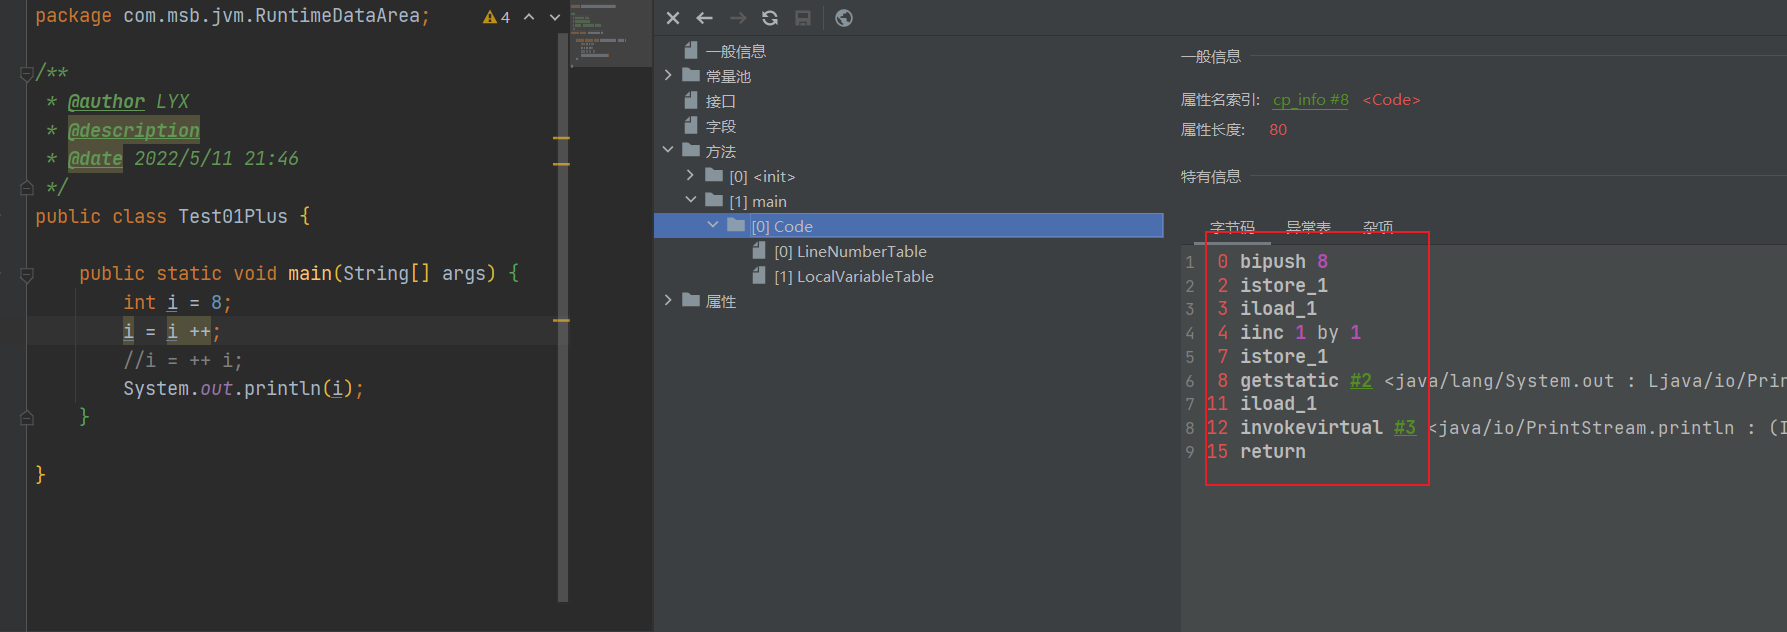 package com.msb.jvm.RuntimeDataArea;
4
/**
* @author LYX
* @description
* @date 2022/5/11 21:46
*/
public class Test01Plus {
public static void main(String[] args) {
int i = 8;
i = i ++;
//i = ++ i;
System.out.println(i);
}
}
一般信息
常量池
接口
字段
方法
[0] <init>
[1] main
[0] Code
[0] LineNumberTable
[1] LocalVariableTable
属性
一般信息
属性名索引: cp_info #8 <Code>
属性长度: 80
特有信息
字节码 异常表 杂项
1 0 bipush 8
2 2 istore_1
3 3 iload_1
4 4 iinc 1 by 1
5 7 istore_1
6 8 getstatic #2 <java/lang/System.out : Ljava/io/Prin
7 11 iload_1
8 12 invokevirtual #3 <java/io/PrintStream.println : (I
9 15 return